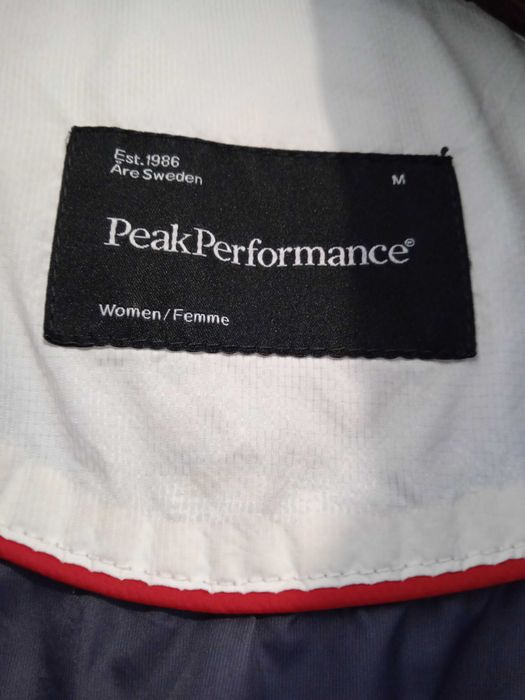 Est.1986
Åre Sweden
M
PeakPerformance®
Women/Femme